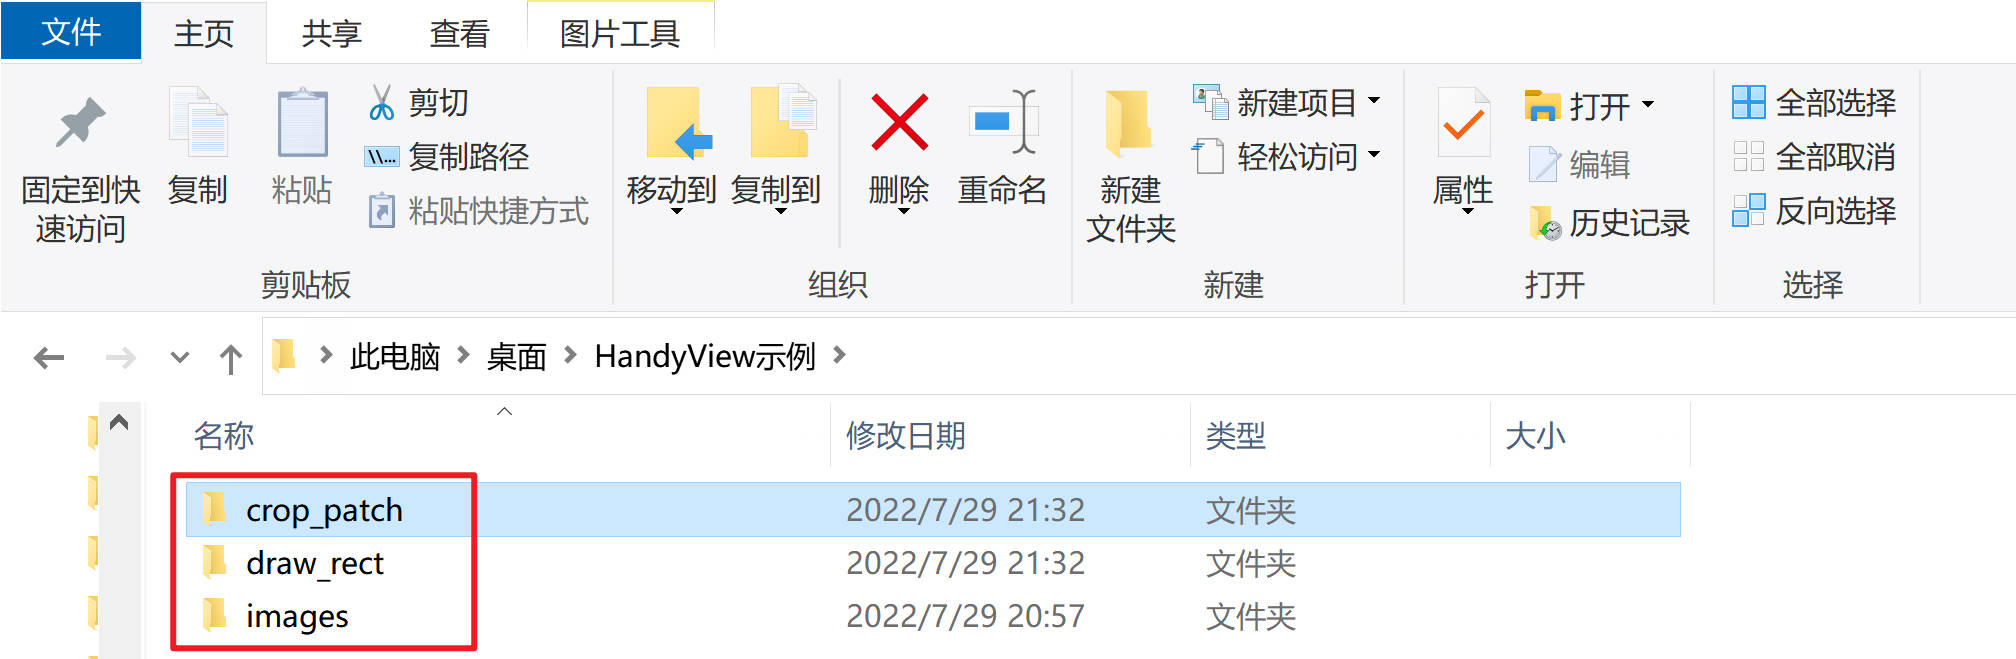 文件 主页 共享 查看 图片工具
固定到快
速访问
复制
粘贴
剪切
\\... 复制路径
粘贴快捷方式
剪贴板
移动到 复制到
删除 重命名
组织
新建
文件夹
新建项目
轻松访问
新建
属性
打开
编辑
历史记录
打开
全部选择
全部取消
反向选择
选择
此电脑 桌面 HandyView示例
名称 修改日期 类型 大小
crop_patch 2022/7/29 21:32 文件夹
draw_rect 2022/7/29 21:32 文件夹
images 2022/7/29 20:57 文件夹